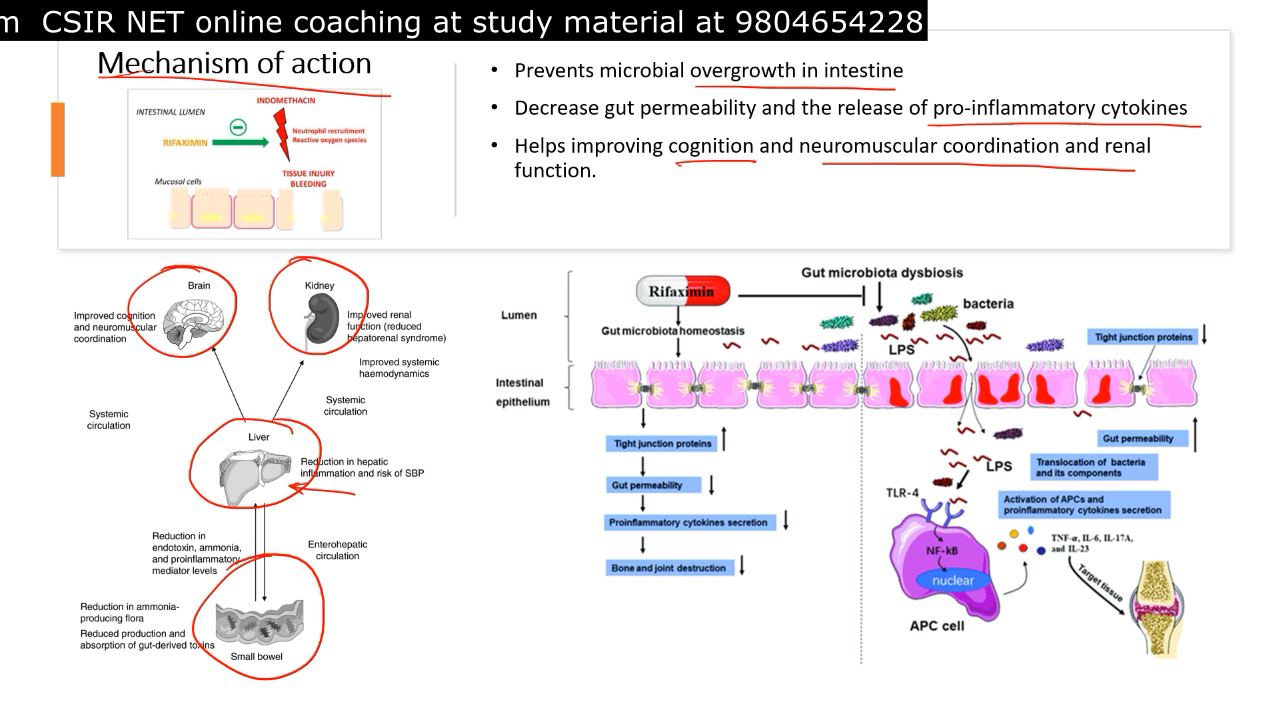 m CSIR NET online coaching at study material at 9804654228
Mechanism of action
INTESTINAL LUMEN
INDOMETHACIN
RIFAXIMIN
Neutrophil recruitment
Reactive oxygen species
TISSUE INJURY
BLEEDING
Mucosal cells
• Prevents microbial overgrowth in intestine
• Decrease gut permeability and the release of pro-inflammatory cytokines
• Helps improving cognition and neuromuscular coordination and renal
function.
Brain
Kidney
Improved cognition
and neuromuscular
coordination
Improved renal
function (reduced
hepatorenal syndrome)
Improved systemic
haemodynamics
Systemic
circulation
Systemic
circulation
Liver
Reduction in hepatic
inflammation and risk of SBP
Reduction in
endotoxin, ammonia,
and proinflammatory
mediator levels
Enterohepatic
circulation
Reduction in ammonia-
producing flora
Reduced production and
absorption of gut-derived toxins
Small bowel
Lumen
Rifaximin
Gut microbiota dysbiosis
bacteria
Gut microbiota homeostasis
LPS
Tight junction proteins
Intestinal
epithelium
Tight junction proteins
Gut permeability
Proinflammatory cytokines secretion
Bone and joint destruction
Gut permeability
LPS
Translocation of bacteria
and its components
TLR-4
Activation of APCs and
proinflammatory cytokines secretion
NF-kB
nuclear
APC cell
TNF-α, IL-6, IL-17A,
and IL-23
Target tissue